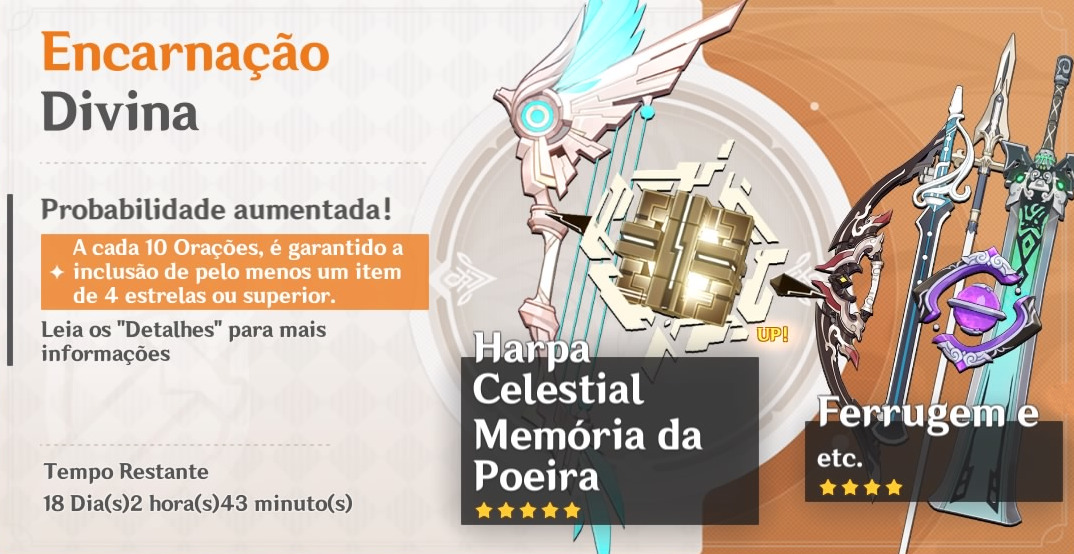 Encarnação
Divina
Probabilidade aumentada!
A cada 10 Orações, é garantido a
inclusão de pelo menos um item
de 4 estrelas ou superior.
Leia os "Detalhes" para mais
informações
Tempo Restante
18 Dia(s)2 hora(s)43 minuto(s)
UP!
Harpa
Celestial
Memória da
Poeira
Ferrugem e
etc.